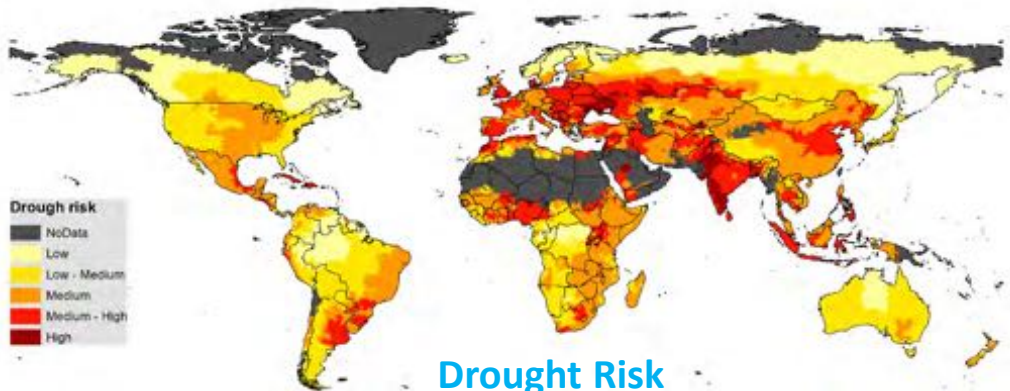 Drough risk
NoData
Low
Low - Medium
Medium
Medium - High
High
Drought Risk